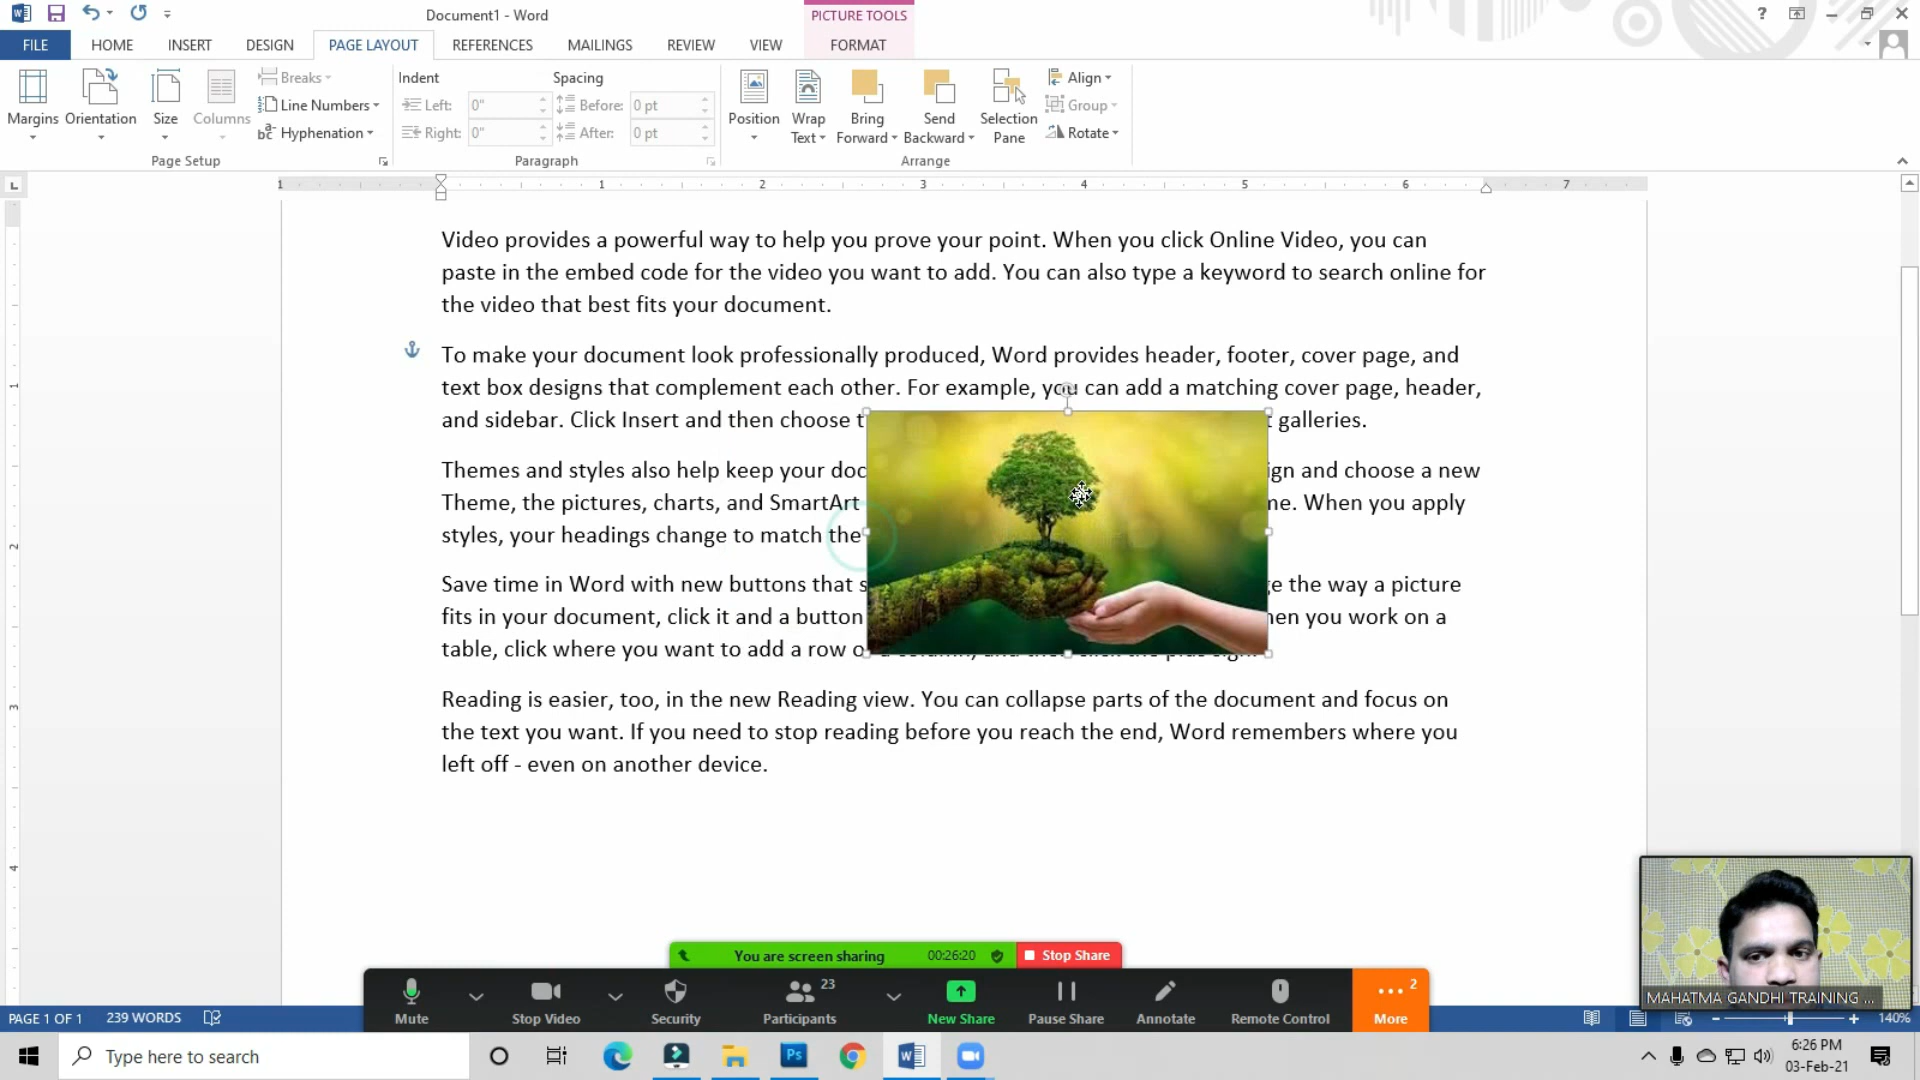 Document1 - Word
PICTURE TOOLS
FILE HOME INSERT DESIGN PAGE LAYOUT REFERENCES MAILINGS REVIEW VIEW FORMAT
Margins Orientation Size Columns
Breaks
Line Numbers
Hyphenation
Page Setup
Indent Spacing
Left: 0" Before: 0 pt
Right: 0" After: 0 pt
Paragraph
Position Wrap Text Bring Forward Send Backward Selection Pane
Align
Group
Rotate
Arrange
1 1 2 3 4 5 6 7
Video provides a powerful way to help you prove your point. When you click Online Video, you can
paste in the embed code for the video you want to add. You can also type a keyword to search online for
the video that best fits your document.
To make your document look professionally produced, Word provides header, footer, cover page, and
text box designs that complement each other. For example, you can add a matching cover page, header,
and sidebar. Click Insert and then choose t galleries.
Themes and styles also help keep your doc ign and choose a new
Theme, the pictures, charts, and SmartArt ne. When you apply
styles, your headings change to match the
Save time in Word with new buttons that s e the way a picture
fits in your document, click it and a button hen you work on a
table, click where you want to add a row o
Reading is easier, too, in the new Reading view. You can collapse parts of the document and focus on
the text you want. If you need to stop reading before you reach the end, Word remembers where you
left off - even on another device.
1
2
3
4
You are screen sharing 00:26:20 Stop Share
Mute Stop Video Security Participants 23 New Share Pause Share Annotate Remote Control More 2
MAHATMA GANDHI TRAINING ...
PAGE 1 OF 1 239 WORDS 140%
Type here to search
Ps
6:26 PM
03-Feb-21